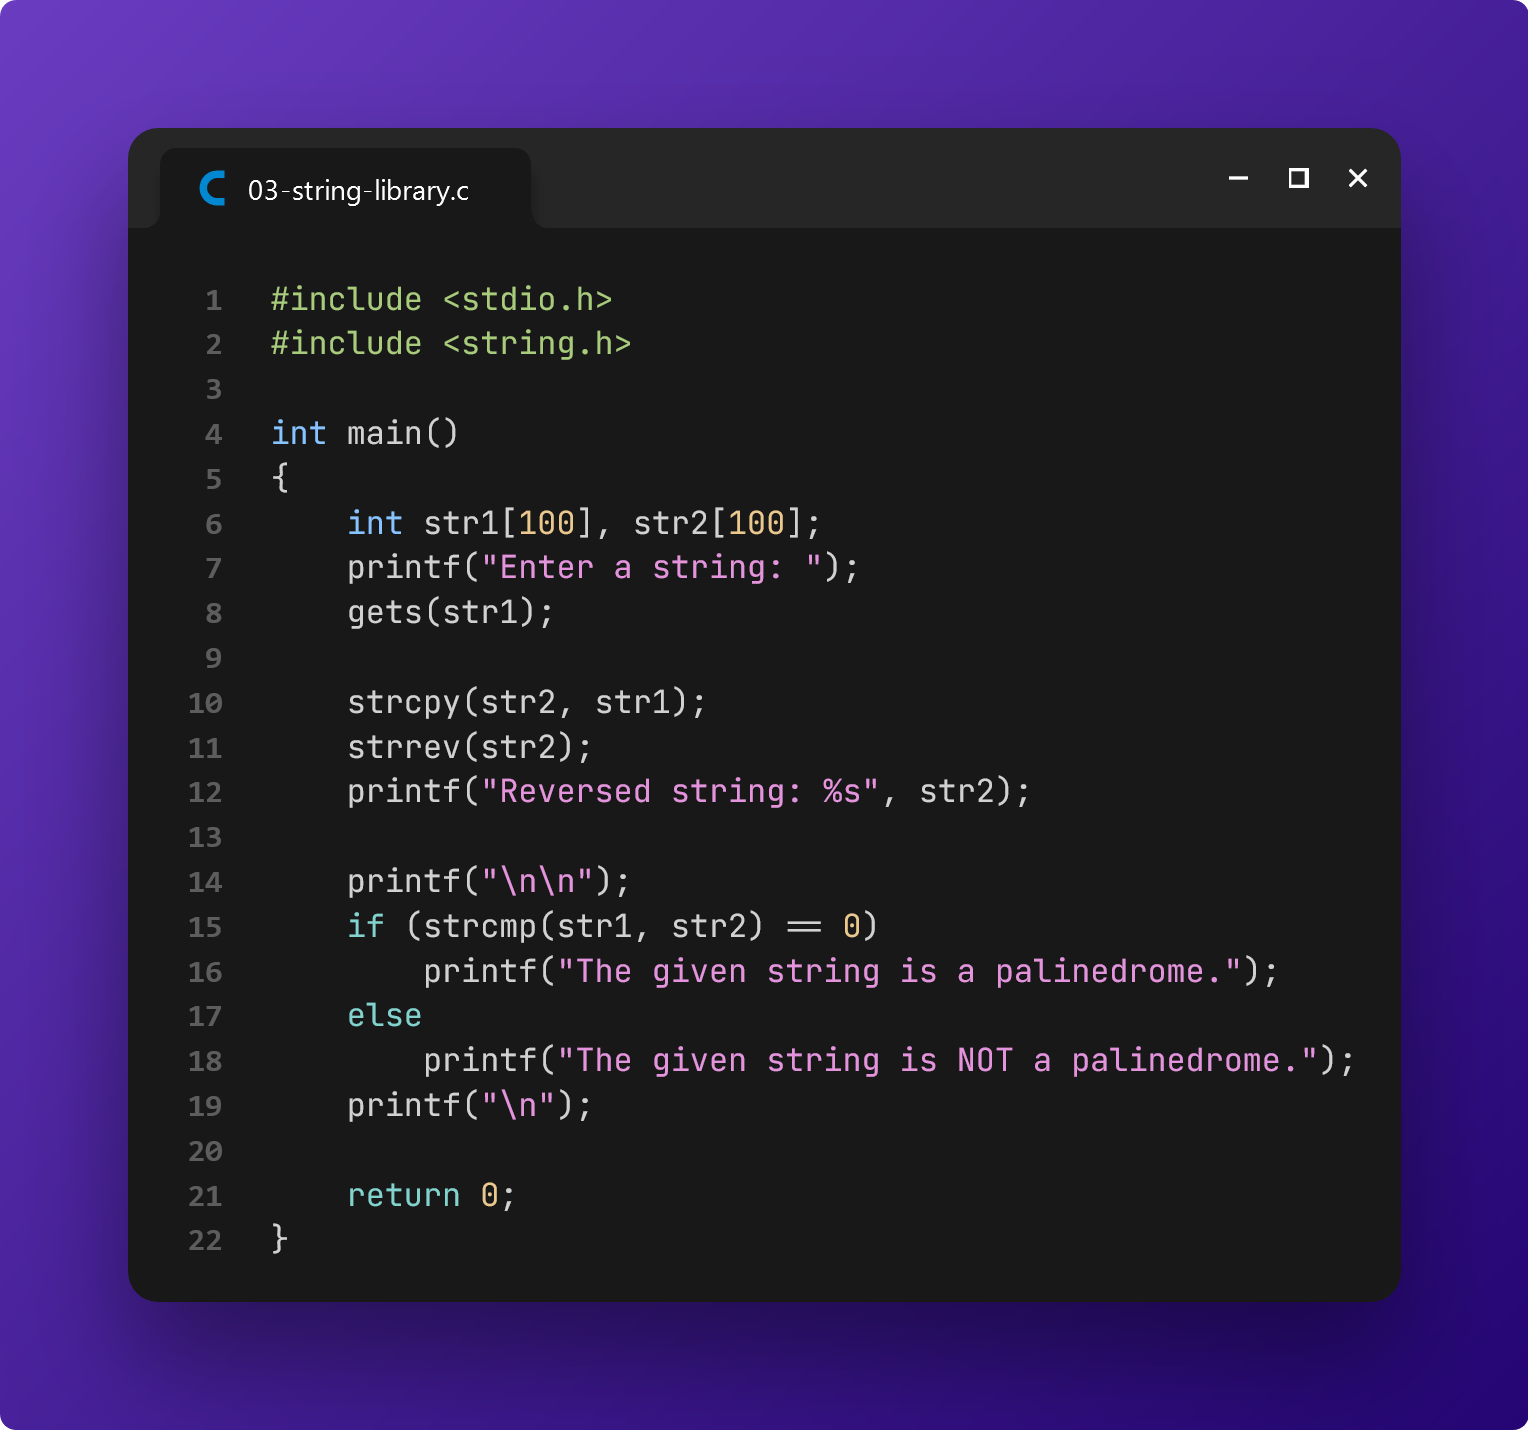 03-string-library.c
1 #include <stdio.h>
2 #include <string.h>
3
4 int main()
5 {
6     int str1[100], str2[100];
7     printf("Enter a string: ");
8     gets(str1);
9
10     strcpy(str2, str1);
11     strrev(str2);
12     printf("Reversed string: %s", str2);
13
14     printf("\n\n");
15     if (strcmp(str1, str2) == 0)
16         printf("The given string is a palinedrome.");
17     else
18         printf("The given string is NOT a palinedrome.");
19     printf("\n");
20
21     return 0;
22 }